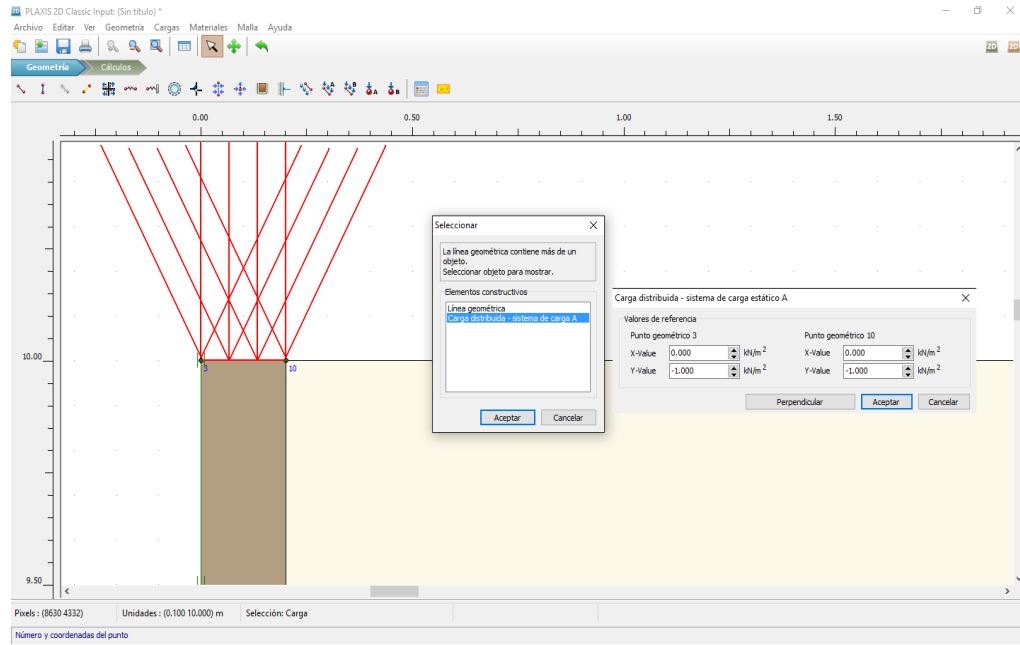 PLAXIS 2D Classic Input: (Sin título) *
Archivo Editar Ver Geometría Cargas Materiales Malla Ayuda
2D 2D
Geometría Cálculos
A B A B
0.00 0.50 1.00 1.50
Seleccionar
La línea geométrica contiene más de un
objeto.
Seleccionar objeto para mostrar.
Elementos constructivos
Línea geométrica
Carga distribuida - sistema de carga A
Aceptar Cancelar
Carga distribuida - sistema de carga estático A
Valores de referencia
Punto geométrico 3 Punto geométrico 10
X-Value 0.000 kN/m 2 X-Value 0.000 kN/m 2
Y-Value -1.000 kN/m 2 Y-Value -1.000 kN/m 2
Perpendicular Aceptar Cancelar
10.00
3 10
9.50
Pixels : (8630 4332) Unidades : (0.100 10.000) m Selección: Carga
Número y coordenadas del punto